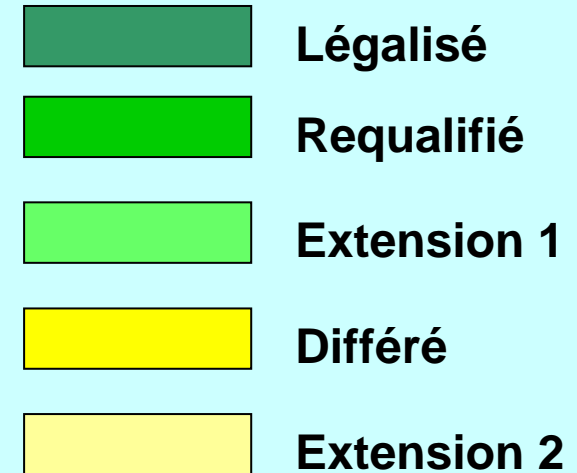 Légalisé
Requalifié
Extension 1
Différé
Extension 2